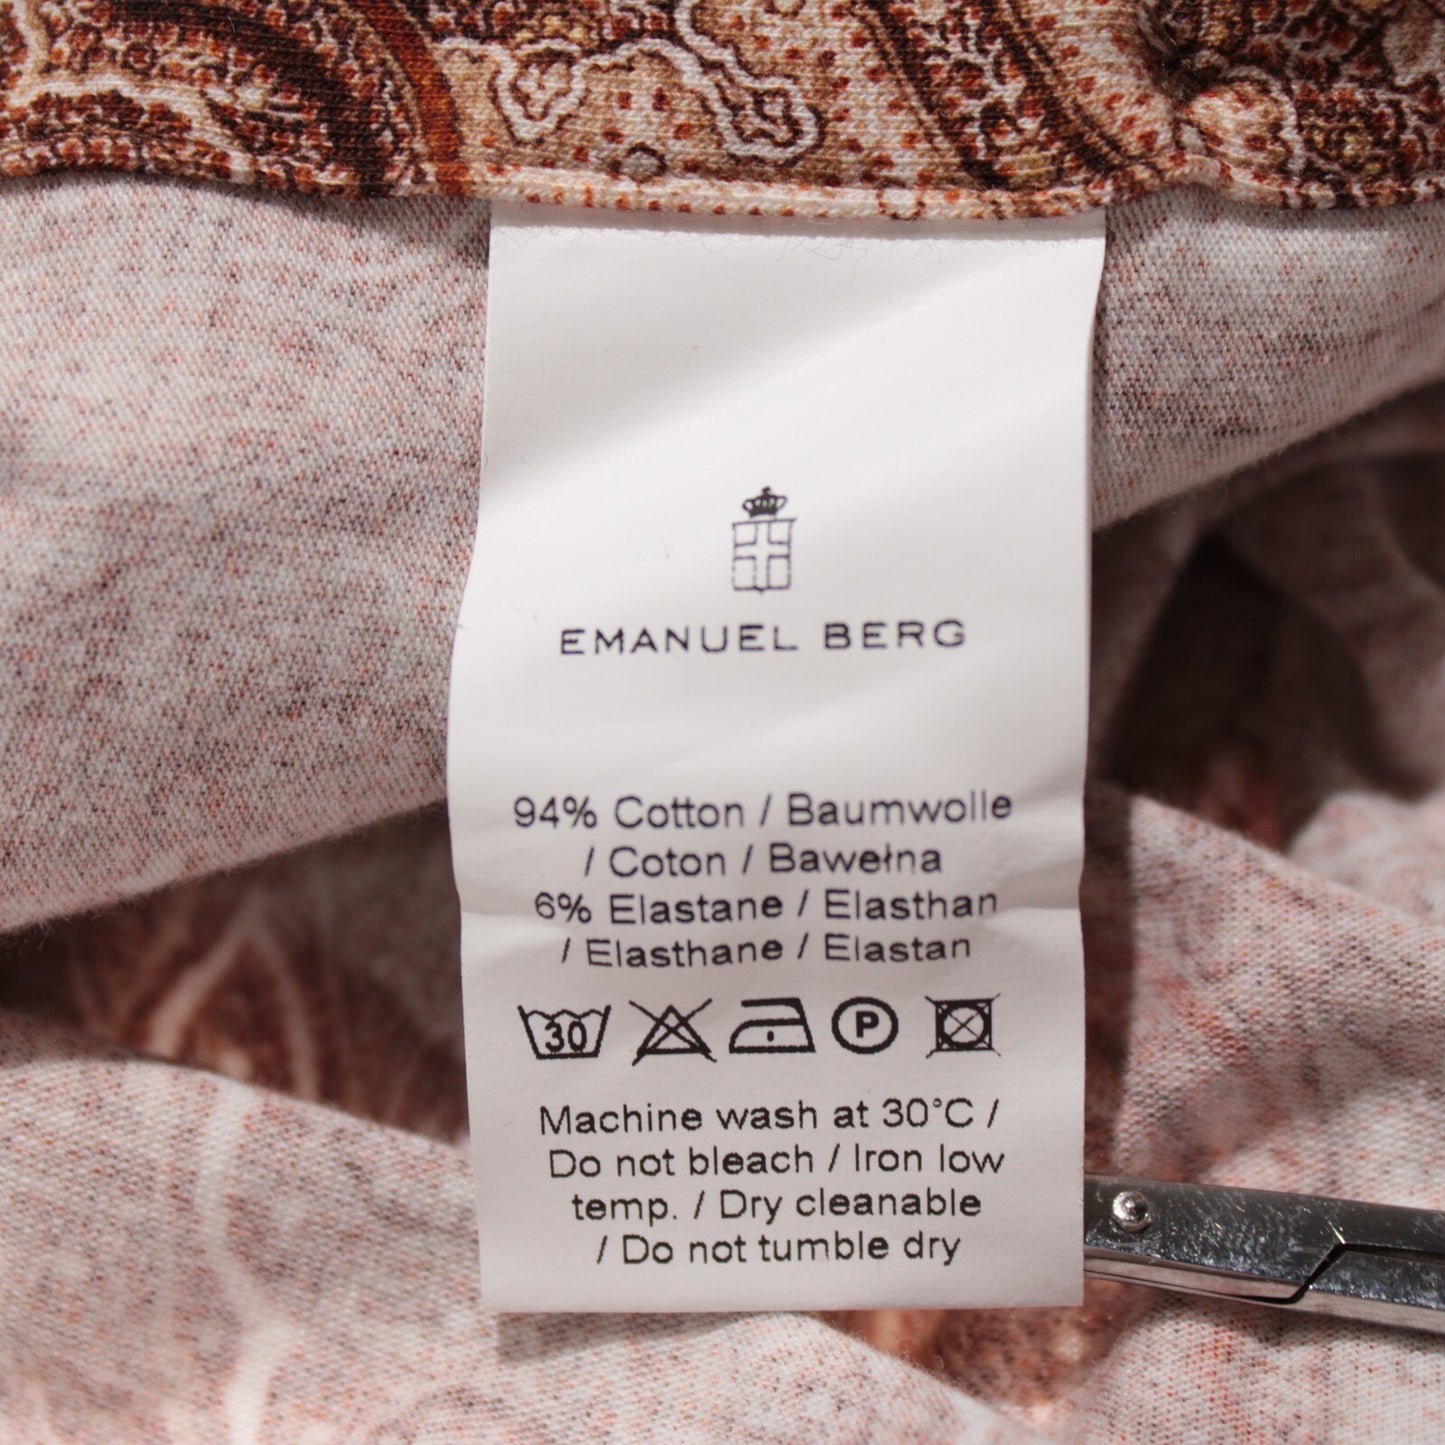 EMANUEL BERG
94% Cotton / Baumwolle
/ Coton / Bawełna
6% Elastane / Elasthan
/ Elasthane / Elastan
30 P
Machine wash at 30°C /
Do not bleach / Iron low
temp. / Dry cleanable
/ Do not tumble dry